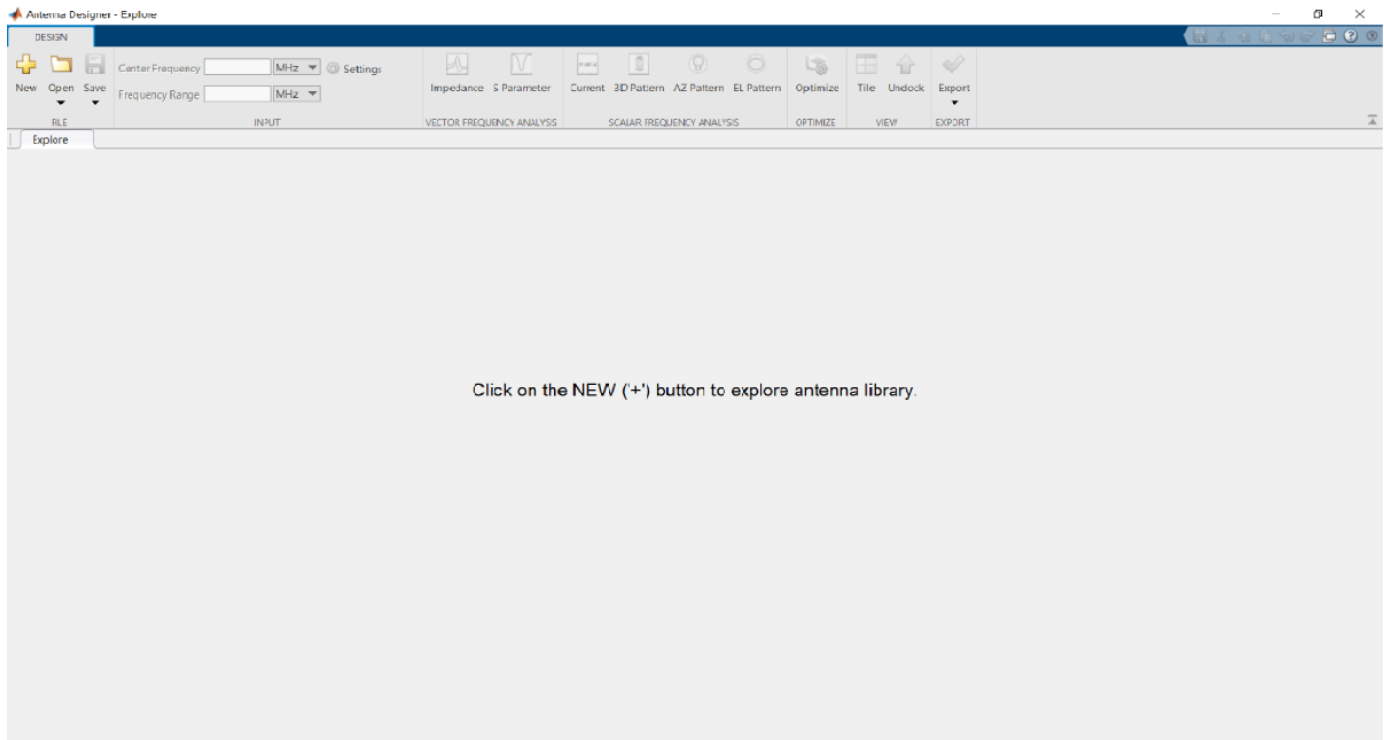 Antenna Designer - Explore
DESIGN
New Open Save
Center Frequency MHz Settings
Frequency Range MHz
Impedance S Parameter Current 3D Pattern AZ Pattern EL Pattern Optimize Tile Undock Export
FILE INPUT VECTOR FREQUENCY ANALYSIS SCALAR FREQUENCY ANALYSIS OPTIMIZE VIEW EXPORT
Explore
Click on the NEW ('+') button to explore antenna library.